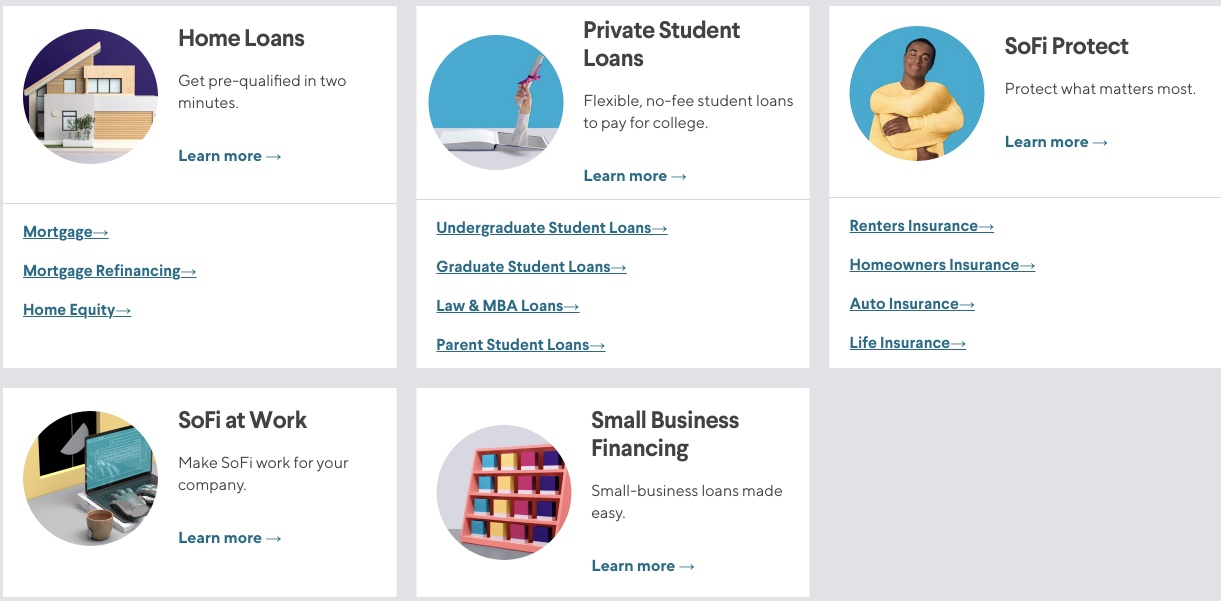 Home Loans
Get pre-qualified in two
minutes.
Learn more →
Mortgage→
Mortgage Refinancing→
Home Equity→
Private Student
Loans
Flexible, no-fee student loans
to pay for college.
Learn more →
Undergraduate Student Loans→
Graduate Student Loans→
Law & MBA Loans→
Parent Student Loans→
SoFi Protect
Protect what matters most.
Learn more →
Renters Insurance→
Homeowners Insurance→
Auto Insurance→
Life Insurance→
SoFi at Work
Make SoFi work for your
company.
Learn more →
Small Business
Financing
Small-business loans made
easy.
Learn more →